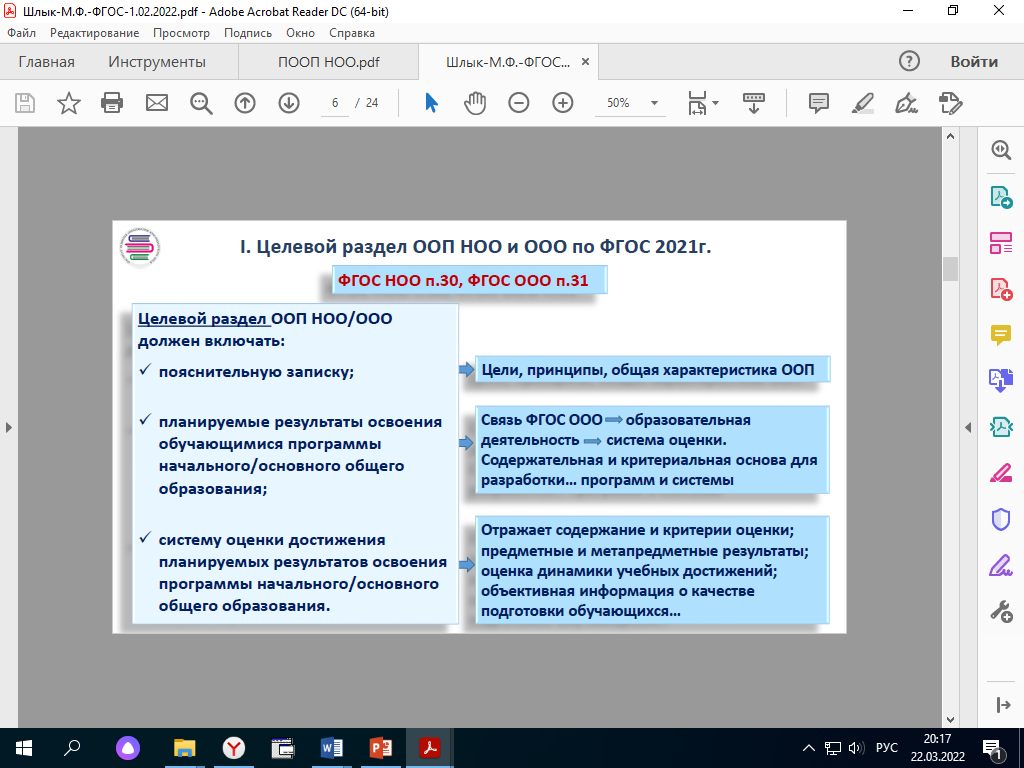 Шлык-М.Ф.-ФГОС-1.02.2022.pdf - Adobe Acrobat Reader DC (64-bit)
Файл Редактирование Просмотр Подпись Окно Справка
Главная Инструменты ПООП НОО.pdf Шлык-М.Ф.-ФГОС... × Войти
6 / 24 50%
I. Целевой раздел ООП НОО и ООО по ФГОС 2021г.
ФГОС НОО п.30, ФГОС ООО п.31
Целевой раздел ООП НОО/ООО
должен включать:
пояснительную записку;
Цели, принципы, общая характеристика ООП
планируемые результаты освоения
обучающимися программы
начального/основного общего
образования;
Связь ФГОС ООО образовательная
деятельность система оценки.
Содержательная и критериальная основа для
разработки... программ и системы
систему оценки достижения
планируемых результатов освоения
программы начального/основного
общего образования.
Отражает содержание и критерии оценки;
предметные и метапредметные результаты;
оценка динамики учебных достижений;
объективная информация о качестве
подготовки обучающихся...
РУС 20:17
22.03.2022 1